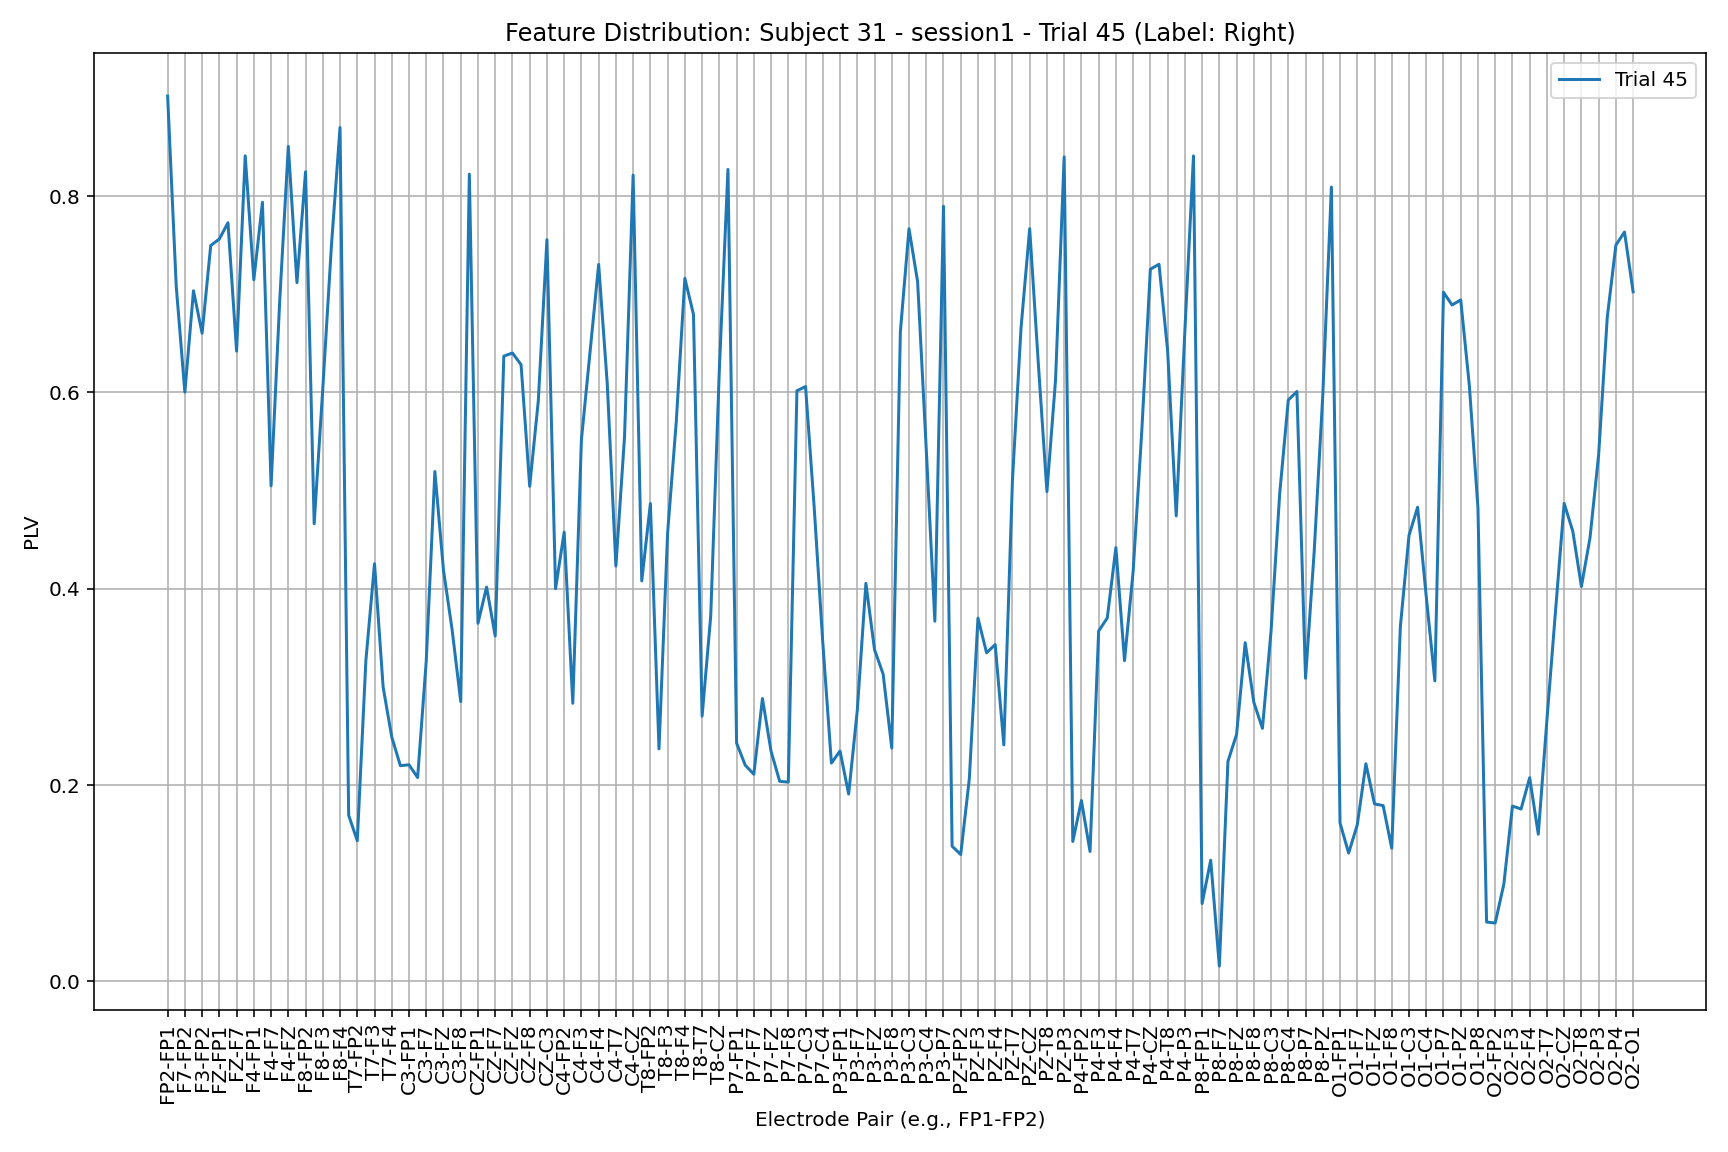 Feature Distribution: Subject 31 - session1 - Trial 45 (Label: Right)
Trial 45
PLV
0.8
0.6
0.4
0.2
0.0
FP2-FP1
F7-FP2
F3-FP2
FZ-FP1
FZ-F7
F4-FP1
F4-F7
F4-FZ
F8-FP2
F8-F3
F8-F4
T7-FP2
T7-F3
T7-F4
C3-FP1
C3-F7
C3-FZ
C3-F8
CZ-FP1
CZ-F7
CZ-FZ
CZ-F8
CZ-C3
C4-FP2
C4-F3
C4-F4
C4-T7
C4-CZ
T8-FP2
T8-F3
T8-F4
T8-T7
T8-CZ
P7-FP1
P7-F7
P7-FZ
P7-F8
P7-C3
P7-C4
P3-FP1
P3-F7
P3-FZ
P3-F8
P3-C3
P3-C4
P3-P7
PZ-FP2
PZ-F3
PZ-F4
PZ-T7
PZ-CZ
PZ-T8
PZ-P3
P4-FP2
P4-F3
P4-F4
P4-T7
P4-CZ
P4-T8
P4-P3
P8-FP1
P8-F7
P8-FZ
P8-F8
P8-C3
P8-C4
P8-P7
P8-PZ
O1-FP1
O1-F7
O1-FZ
O1-F8
O1-C3
O1-C4
O1-P7
O1-PZ
O1-P8
O2-FP2
O2-F3
O2-F4
O2-T7
O2-CZ
O2-T8
O2-P3
O2-P4
O2-O1
Electrode Pair (e.g., FP1-FP2)